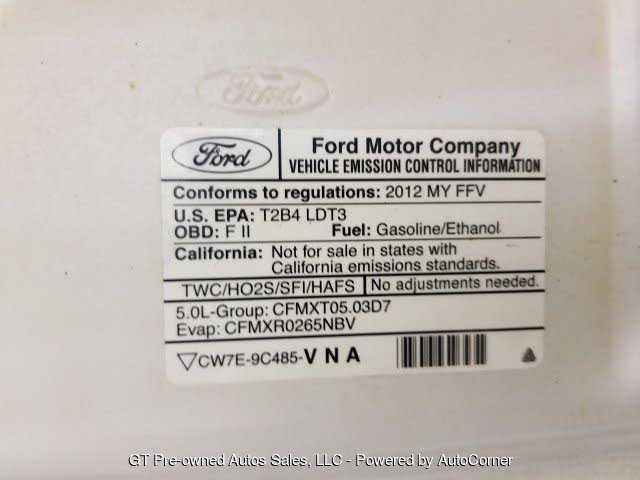 Ford
Ford
Ford Motor Company
VEHICLE EMISSION CONTROL INFORMATION
Conforms to regulations: 2012 MY FFV
U.S. EPA: T2B4 LDT3
OBD: F II Fuel: Gasoline/Ethanol
California: Not for sale in states with
California emissions standards.
TWC/HO2S/SFI/HAFS No adjustments needed.
5.0L-Group: CFMXT05.03D7
Evap: CFMXR0265NBV
CW7E-9C485-VNA
GT Pre-owned Autos Sales, LLC - Powered by AutoCorner